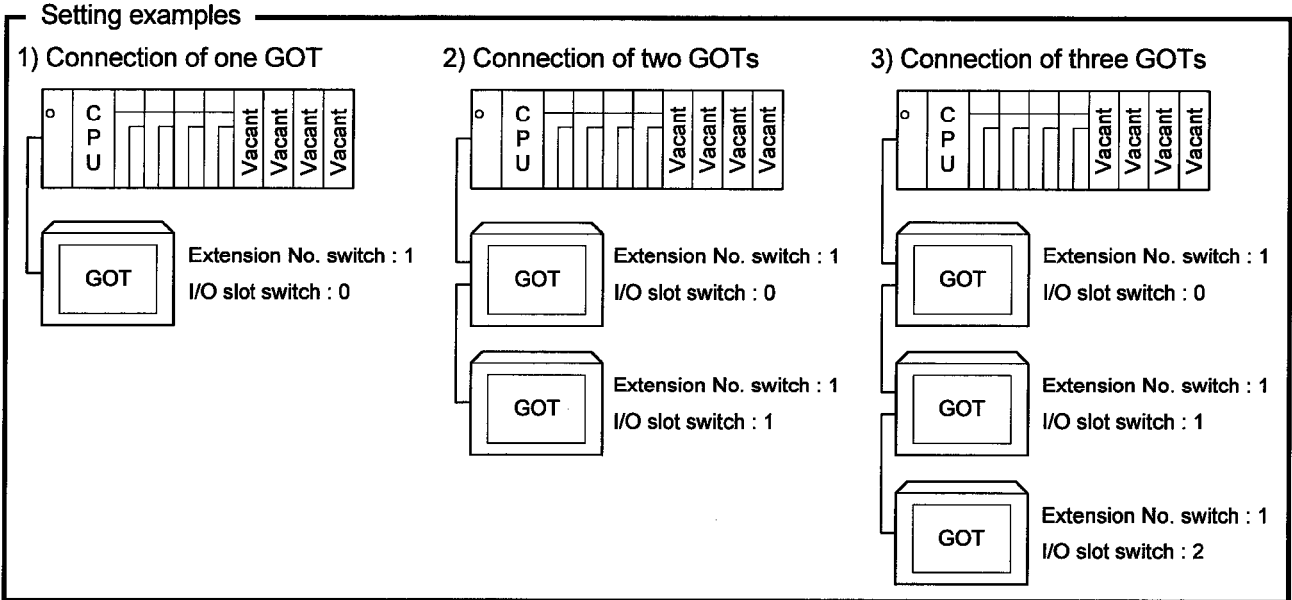 Setting examples
1) Connection of one GOT
CPU
Vacant
Vacant
Vacant
Vacant
GOT
Extension No. switch : 1
I/O slot switch : 0
2) Connection of two GOTs
CPU
Vacant
Vacant
Vacant
Vacant
GOT
Extension No. switch : 1
I/O slot switch : 0
GOT
Extension No. switch : 1
I/O slot switch : 1
3) Connection of three GOTs
CPU
Vacant
Vacant
Vacant
Vacant
GOT
Extension No. switch : 1
I/O slot switch : 0
GOT
Extension No. switch : 1
I/O slot switch : 1
GOT
Extension No. switch : 1
I/O slot switch : 2